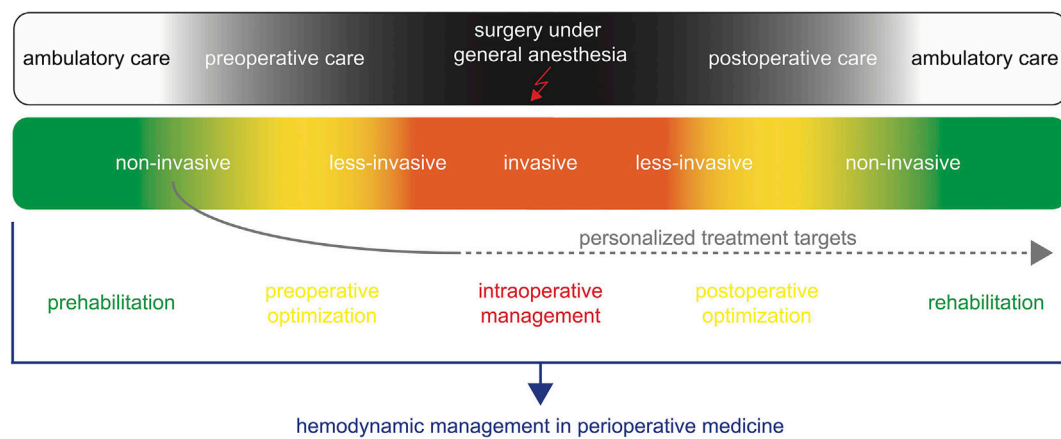 ambulatory care
preoperative care
surgery under
general anesthesia
postoperative care
ambulatory care
non-invasive
less-invasive
invasive
less-invasive
non-invasive
personalized treatment targets
prehabilitation
preoperative
optimization
intraoperative
management
postoperative
optimization
rehabilitation
hemodynamic management in perioperative medicine